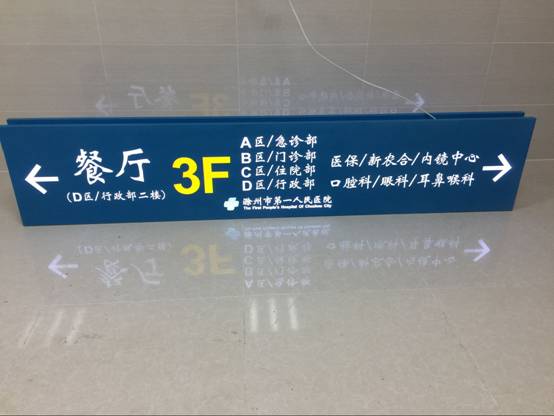 餐厅
(D区/行政部二楼)
3F
A区/急诊部
B区/门诊部
C区/住院部
D区/行政部
滁州市第一人民医院
The First People's Hospital Of Chuzhou City
医保/新农合/内镜中心
口腔科/眼科/耳鼻喉科